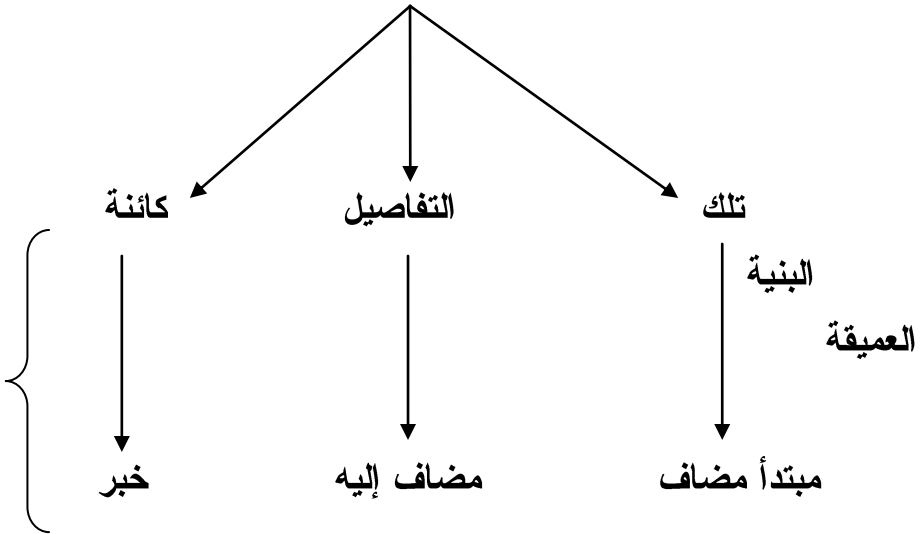 تلك التفاصيل كائنة
البنية
العميقة
مبتدأ مضاف مضاف إليه خبر